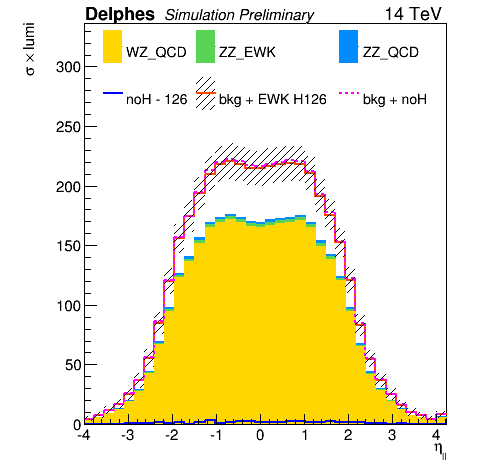 Delphes Simulation Preliminary 14 TeV
σ × lumi
WZ_QCD ZZ_EWK ZZ_QCD
noH - 126 bkg + EWK H126 bkg + noH
300
250
200
150
100
50
0
-4 -3 -2 -1 0 1 2 3 4
η||